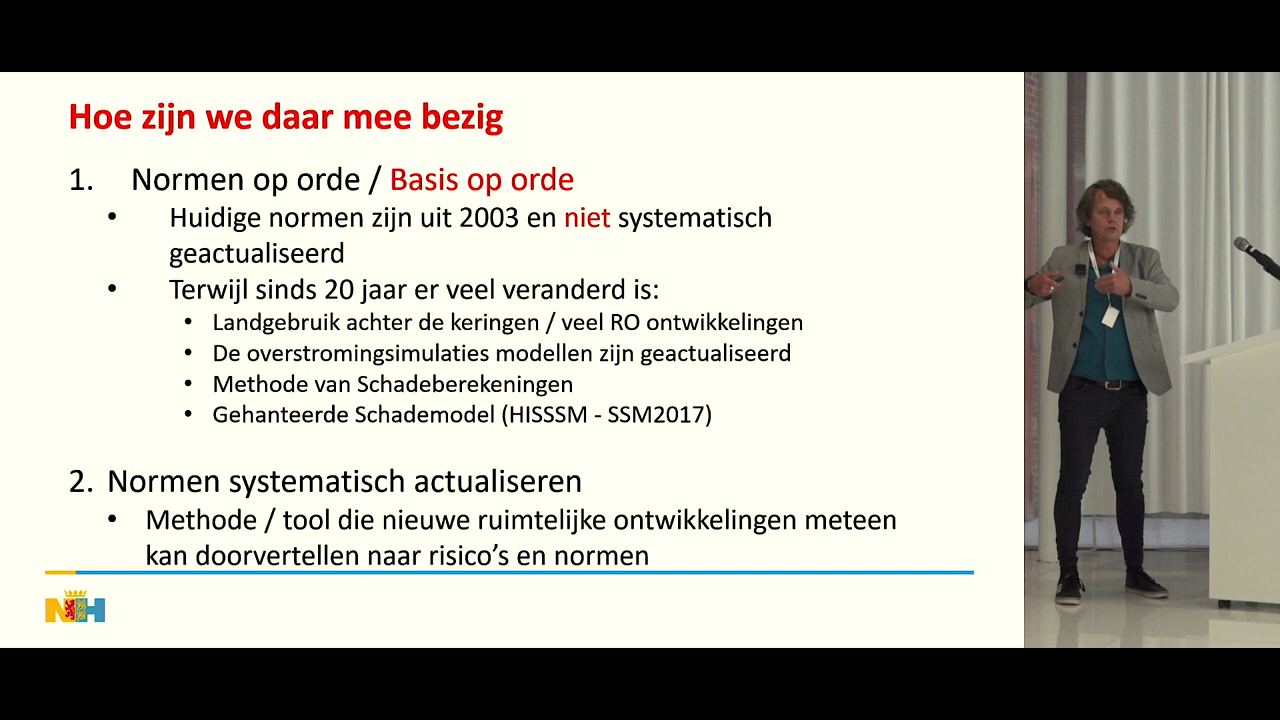 Hoe zijn we daar mee bezig
1. Normen op orde / Basis op orde
• Huidige normen zijn uit 2003 en niet systematisch
geactualiseerd
• Terwijl sinds 20 jaar er veel veranderd is:
• Landgebruik achter de keringen / veel RO ontwikkelingen
• De overstromingsimulaties modellen zijn geactualiseerd
• Methode van Schadeberekeningen
• Gehanteerde Schademodel (HISSSM - SSM2017)
2. Normen systematisch actualiseren
• Methode / tool die nieuwe ruimtelijke ontwikkelingen meteen
kan doorvertellen naar risico’s en normen
NH